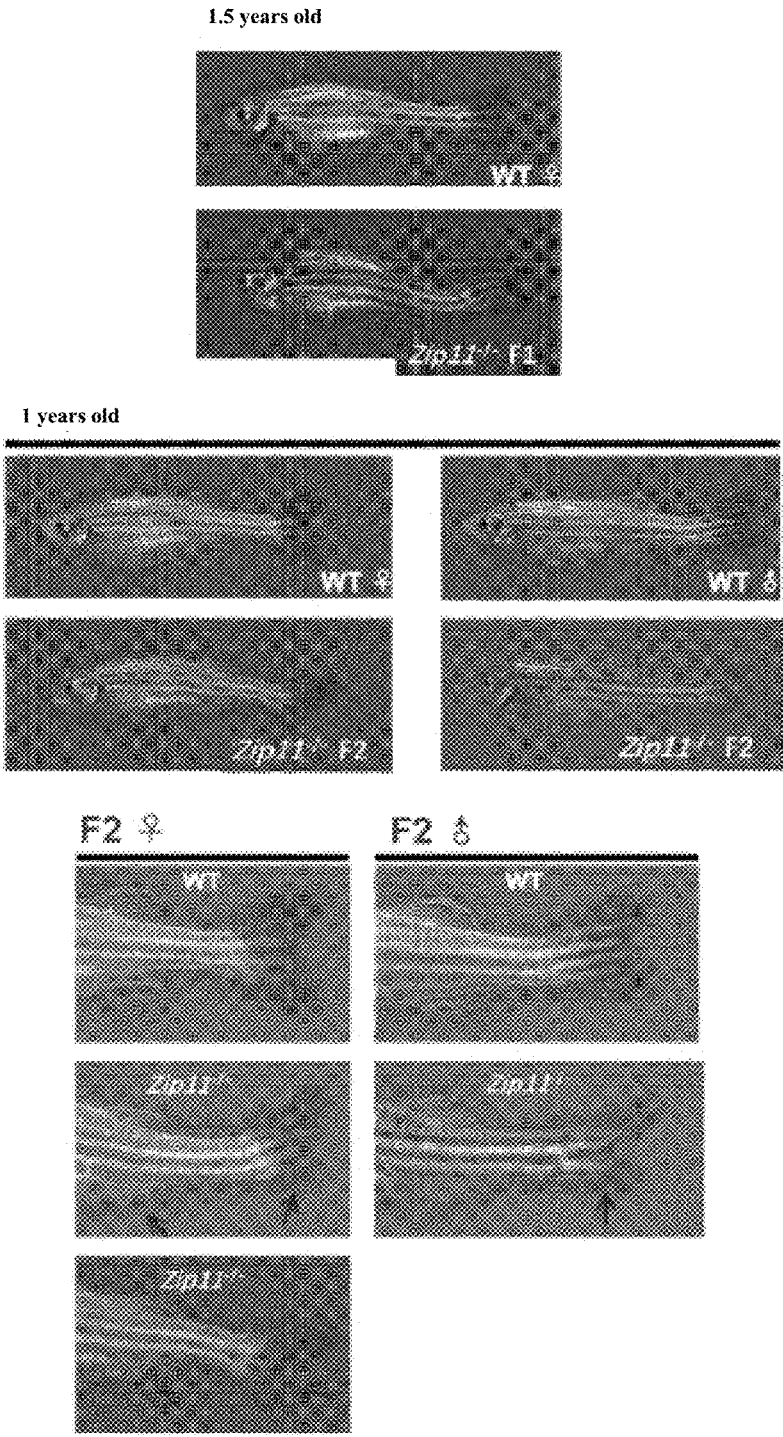 1.5 years old
WT ♀
Zip11-/- F1
1 years old
WT ♀
WT ♂
Zip11-/- F2
Zip11-/- F2
F2 ♀
F2 ♂
WT
WT
Zip11-/-
Zip11-/-
Zip11-/-